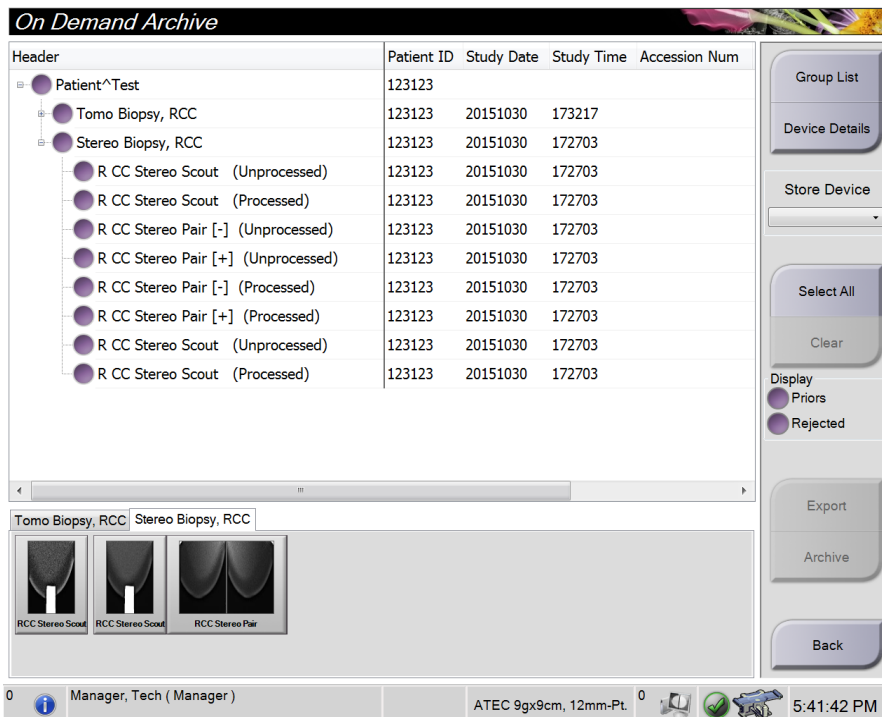 On Demand Archive
Header Patient ID Study Date Study Time Accession Num
Patient^Test 123123
Tomo Biopsy, RCC 123123 20151030 173217
Stereo Biopsy, RCC 123123 20151030 172703
R CC Stereo Scout (Unprocessed) 123123 20151030 172703
R CC Stereo Scout (Processed) 123123 20151030 172703
R CC Stereo Pair [-] (Unprocessed) 123123 20151030 172703
R CC Stereo Pair [+] (Unprocessed) 123123 20151030 172703
R CC Stereo Pair [-] (Processed) 123123 20151030 172703
R CC Stereo Pair [+] (Processed) 123123 20151030 172703
R CC Stereo Scout (Unprocessed) 123123 20151030 172703
R CC Stereo Scout (Processed) 123123 20151030 172703
Group List
Device Details
Store Device
Select All
Clear
Display
Priors
Rejected
Export
Archive
Back
Tomo Biopsy, RCC Stereo Biopsy, RCC
RCC Stereo Scout RCC Stereo Scout RCC Stereo Pair
0 Manager, Tech ( Manager ) ATEC 9gx9cm, 12mm-Pt. 0 5:41:42 PM